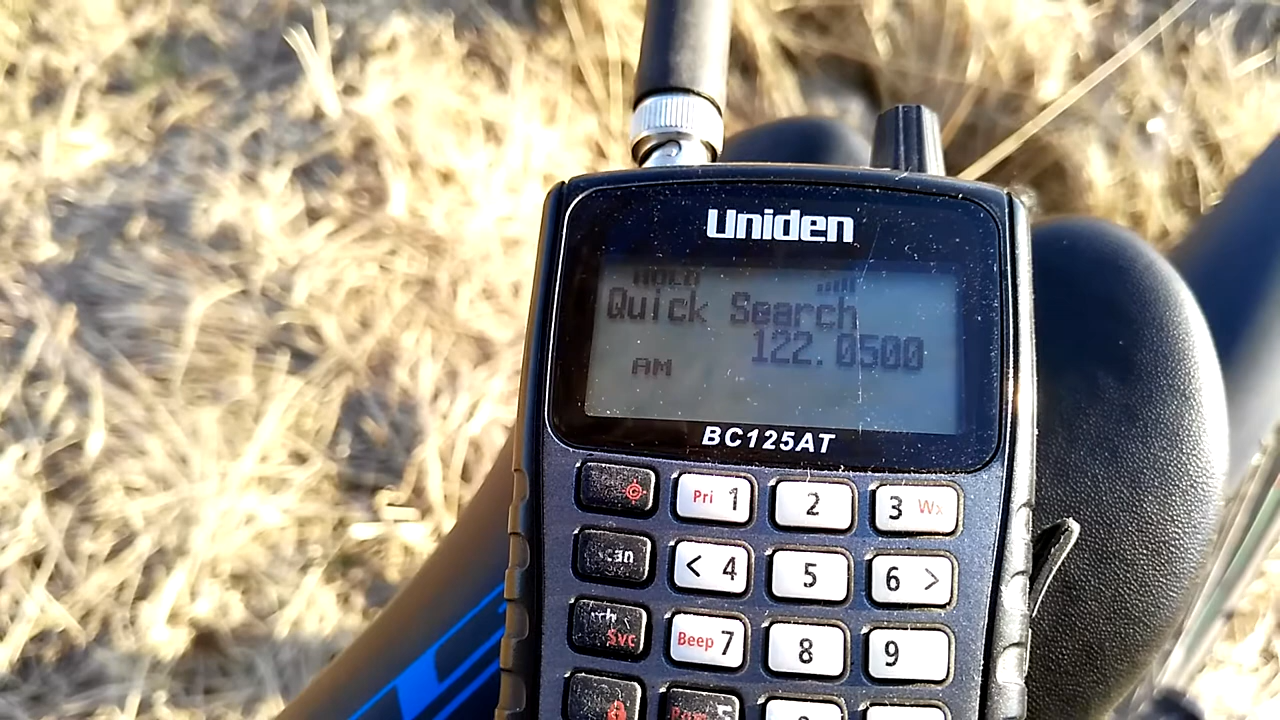 Uniden
HOLD
Quick Search
122.0500
AM
BC125AT
Pri 1
2
3 Wx
< 4
5
6 >
Svc
Beep 7
8
9